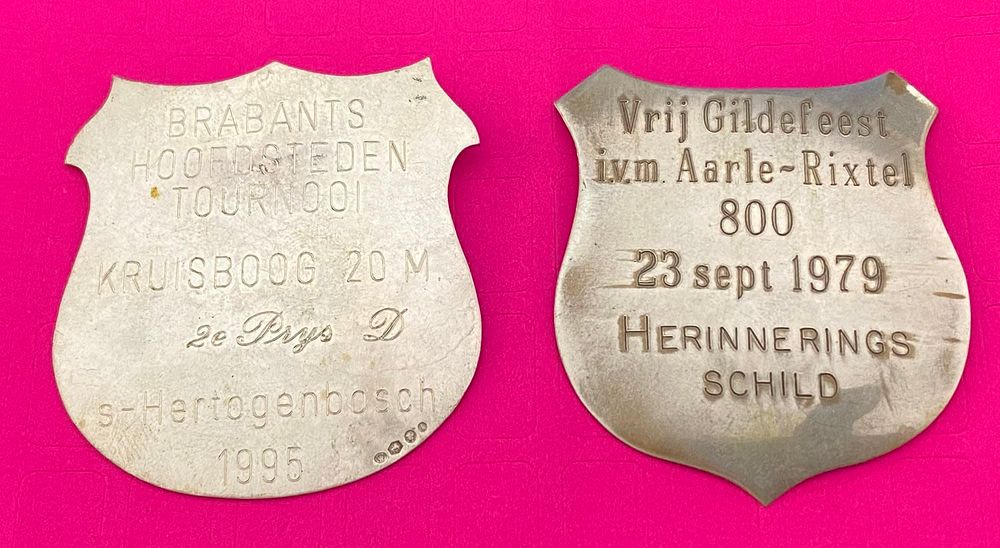 BRABANTS
HOOFDSTEDEN
TOURNOOI
KRUISBOOG 20 M.
2e Prys D
s-Hertogenbosch
1995
Vrij Gildefeest
i.v.m. Aarle-Rixtel
800
23 sept 1979
HERINNERINGS
SCHILD